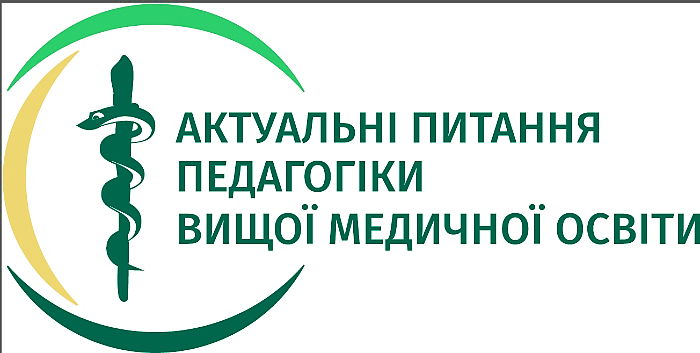 АКТУАЛЬНІ ПИТАННЯ
ПЕДАГОГІКИ
ВИЩОЇ МЕДИЧНОЇ ОСВІТИ